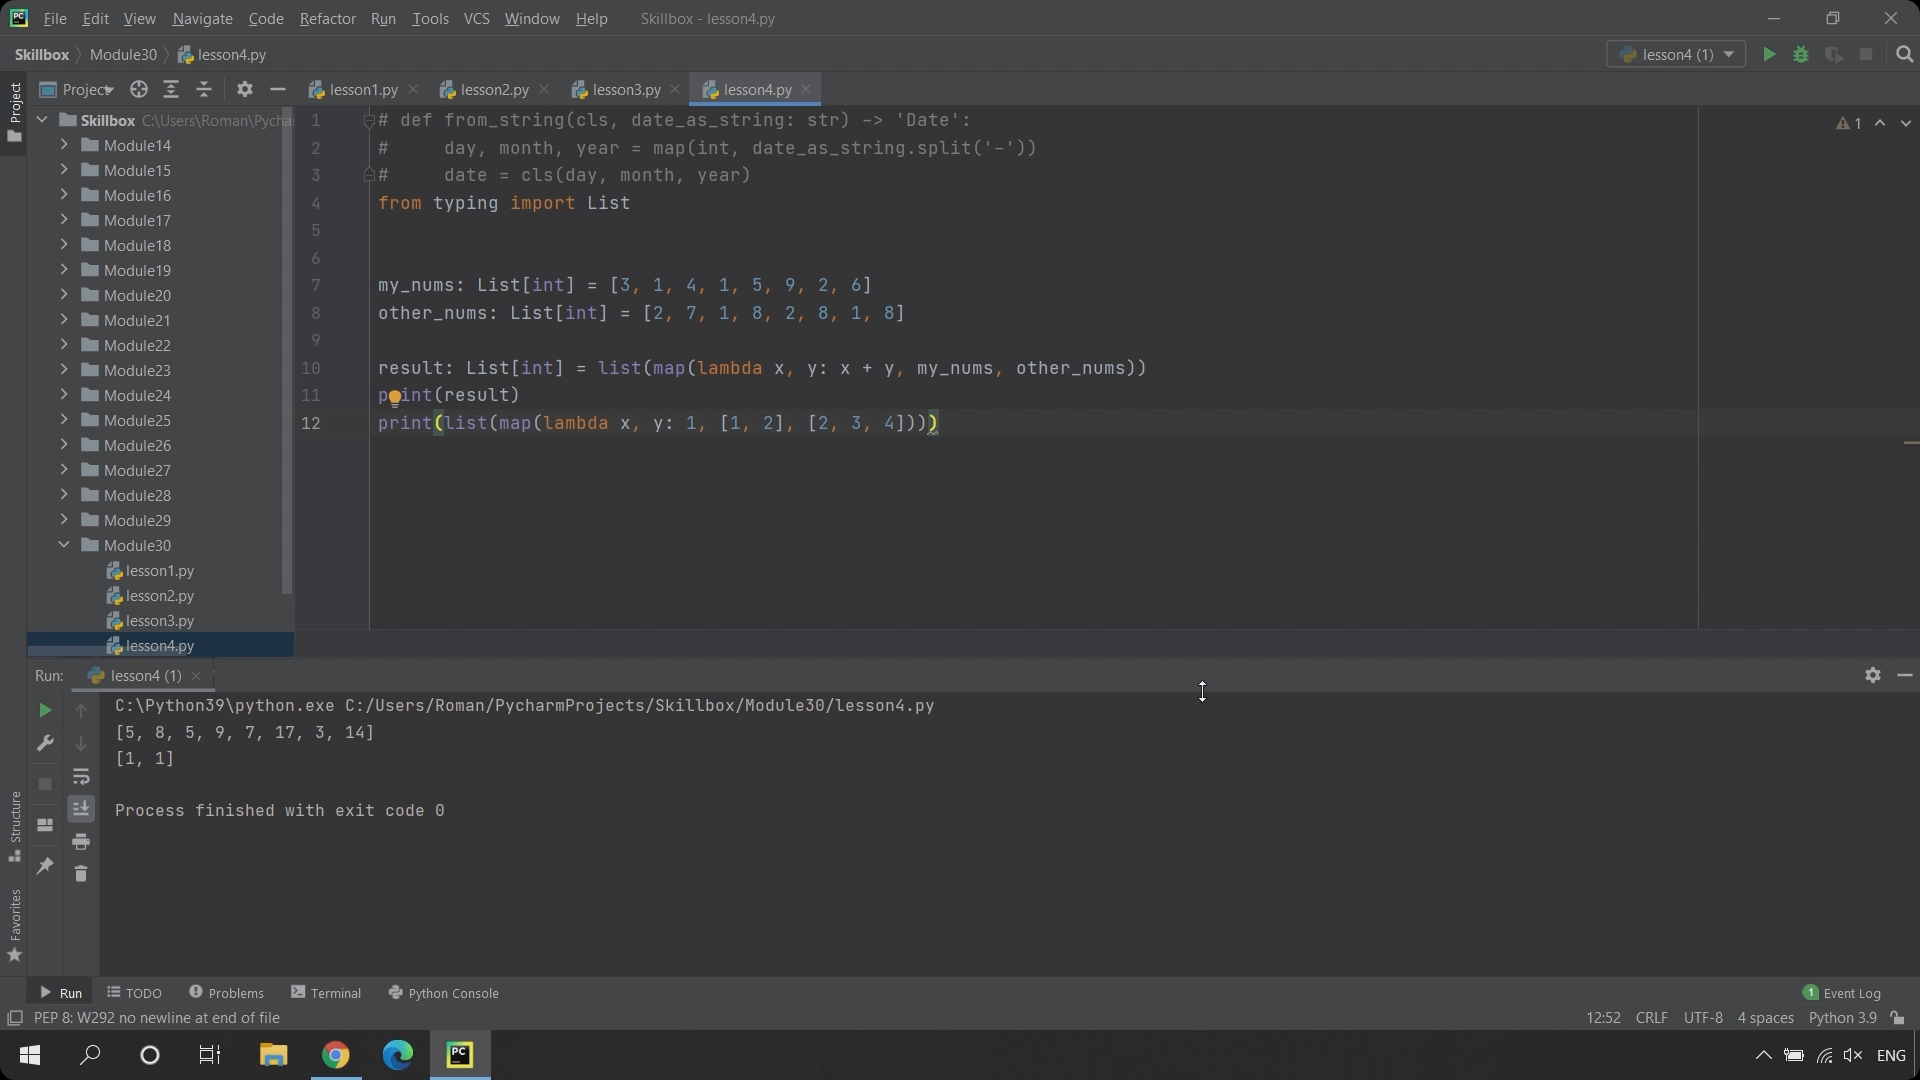 PC File Edit View Navigate Code Refactor Run Tools VCS Window Help Skillbox - lesson4.py
Skillbox Module30 lesson4.py lesson4 (1)
Project Project lesson1.py lesson2.py lesson3.py lesson4.py
Skillbox C:\Users\Roman\Pycha
Module14
Module15
Module16
Module17
Module18
Module19
Module20
Module21
Module22
Module23
Module24
Module25
Module26
Module27
Module28
Module29
Module30
lesson1.py
lesson2.py
lesson3.py
lesson4.py
1 # def from_string(cls, date_as_string: str) -> 'Date':
2 #     day, month, year = map(int, date_as_string.split('-'))
3 #     date = cls(day, month, year)
4 from typing import List
5
6
7 my_nums: List[int] = [3, 1, 4, 1, 5, 9, 2, 6]
8 other_nums: List[int] = [2, 7, 1, 8, 2, 8, 1, 8]
9
10 result: List[int] = list(map(lambda x, y: x + y, my_nums, other_nums))
11 print(result)
12 print(list(map(lambda x, y: 1, [1, 2], [2, 3, 4])))
1
Run: lesson4 (1)
C:\Python39\python.exe C:/Users/Roman/PycharmProjects/Skillbox/Module30/lesson4.py
[5, 8, 5, 9, 7, 17, 3, 14]
[1, 1]
Process finished with exit code 0
Structure
Favorites
Run TODO Problems Terminal Python Console 1 Event Log
PEP 8: W292 no newline at end of file 12:52 CRLF UTF-8 4 spaces Python 3.9
PC ENG